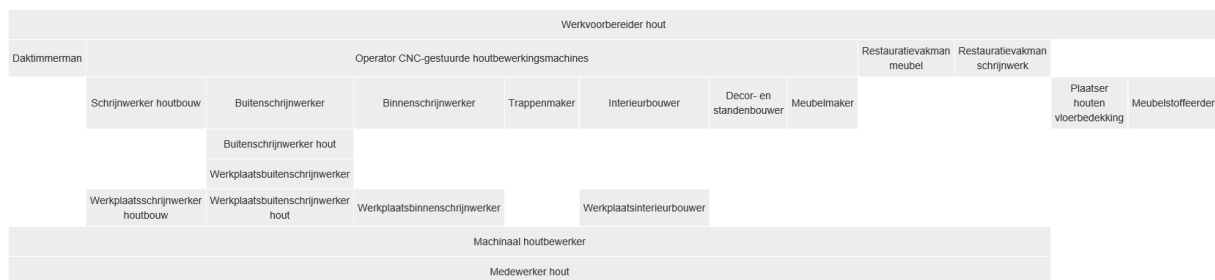 Werkvoorbereider hout
Daktimmerman
Operator CNC-gestuurde houtbewerkingsmachines
Restauratievakman
meubel
Restauratievakman
schrijnwerk
Schrijnwerker houtbouw
Buitenschrijnwerker
Binnenschrijnwerker
Trappenmaker
Interieurbouwer
Decor- en
standenbouwer
Meubelmaker
Plaatser
houten
vloerbedekking
Meubelstoffeerder
Buitenschrijnwerker hout
Werkplaatsbuitenschrijnwerker
Werkplaatsschrijnwerker
houtbouw
Werkplaatsbuitenschrijnwerker
hout
Werkplaatsbinnenschrijnwerker
Werkplaatsinterieurbouwer
Machinaal houtbewerker
Medewerker hout